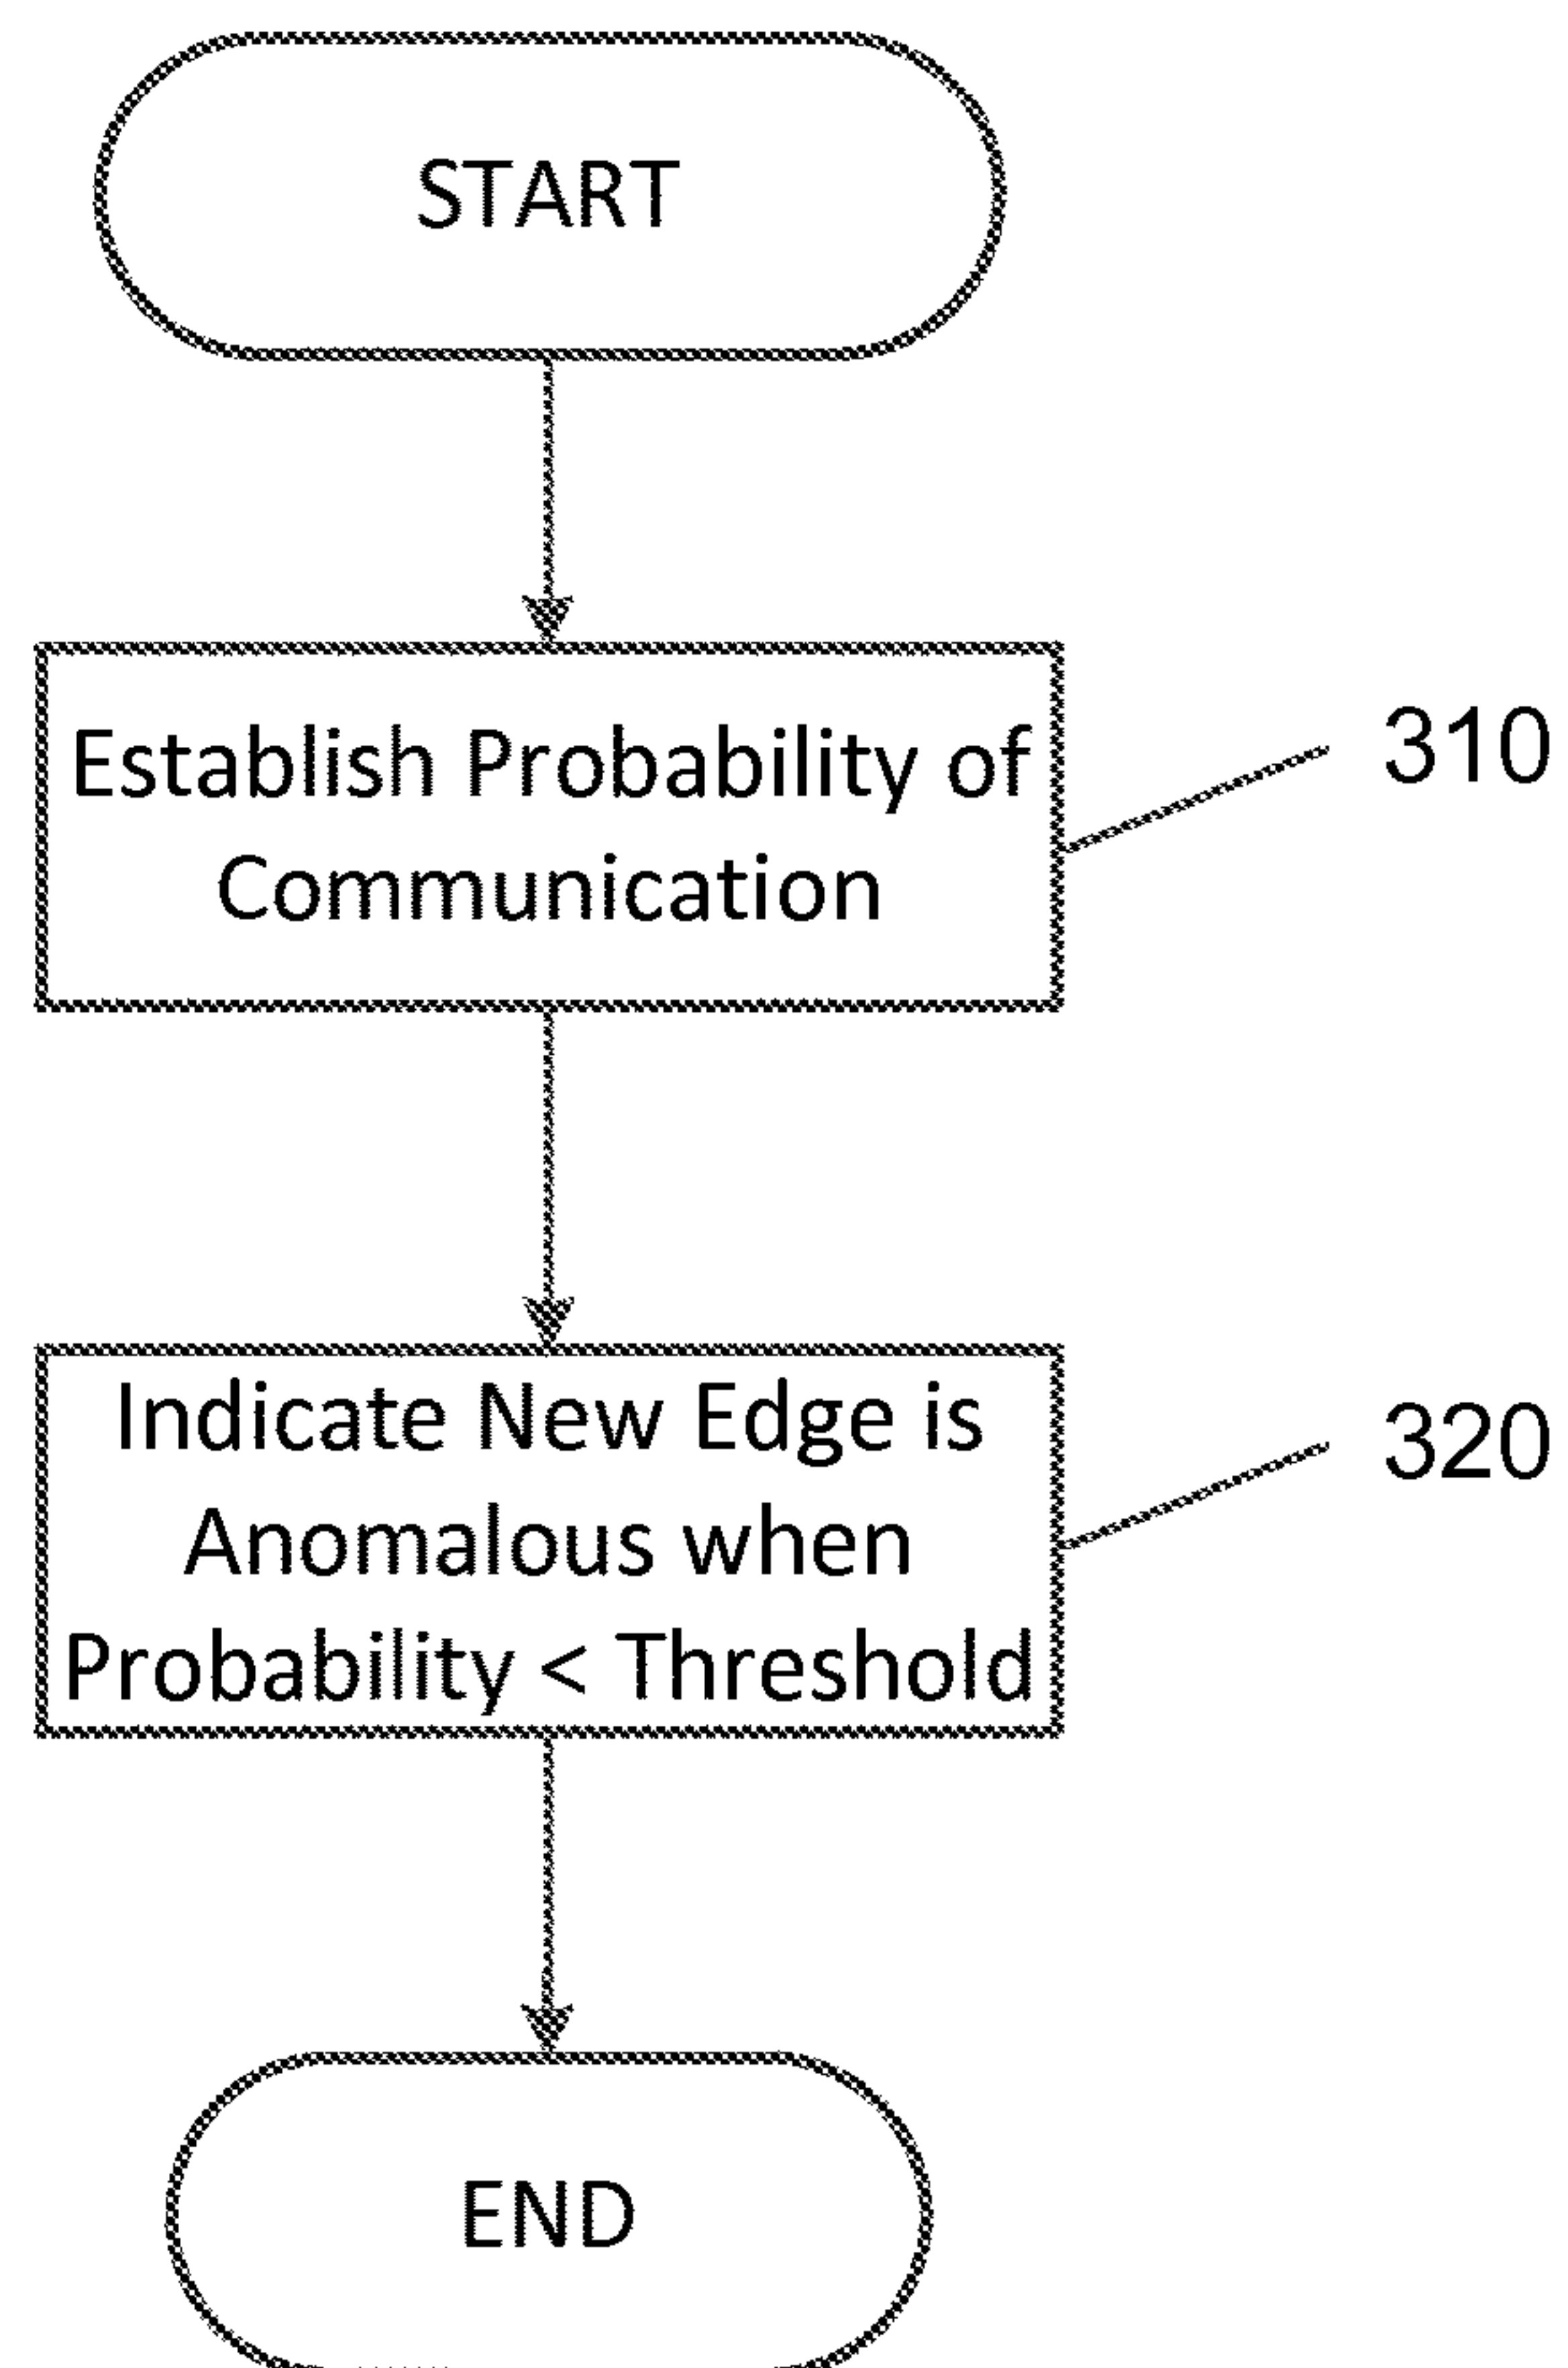 START
Establish Probability of
Communication
310
Indicate New Edge is
Anomalous when
Probability < Threshold
320
END